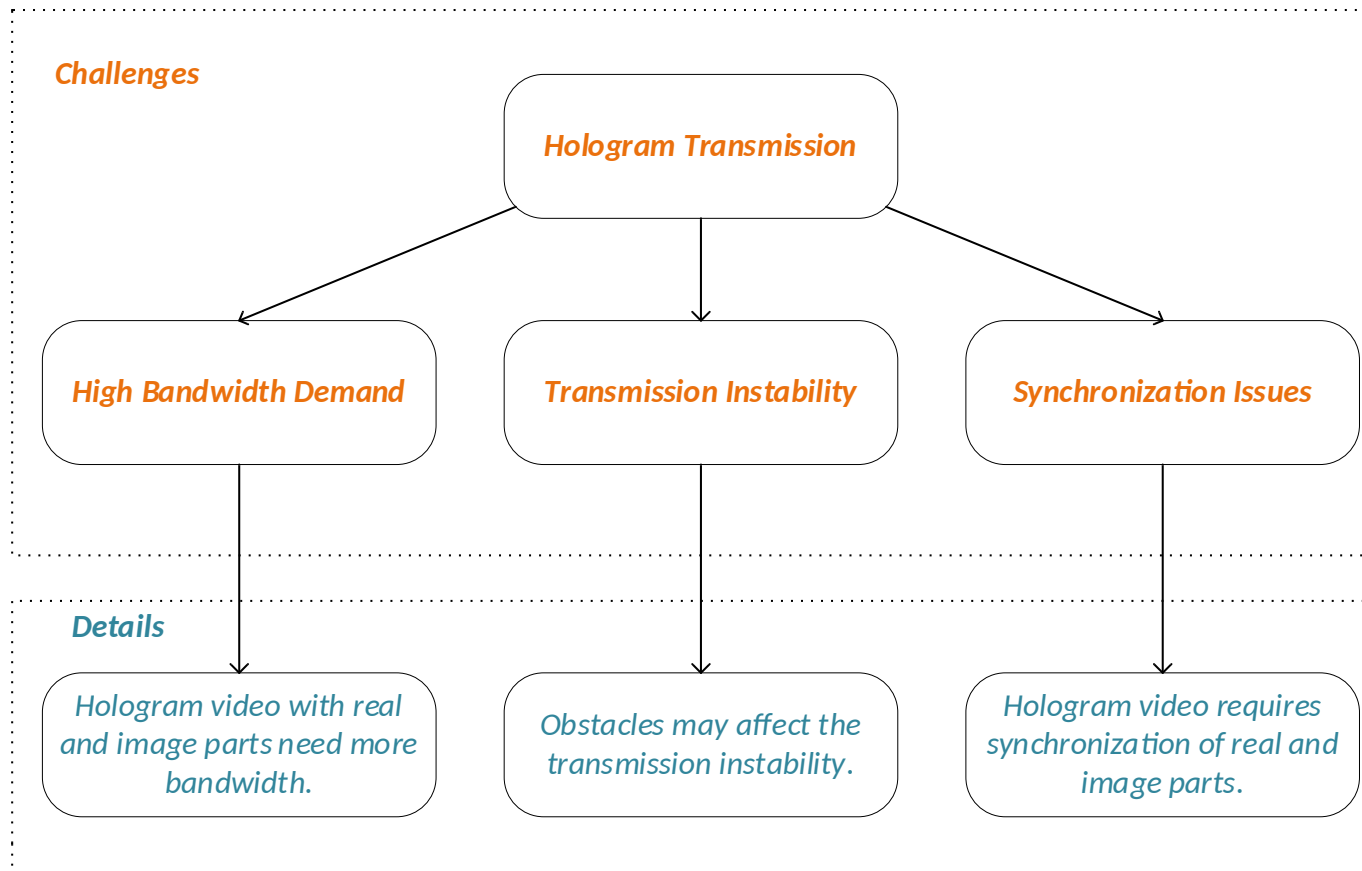 Challenges
Hologram Transmission
High Bandwidth Demand
Transmission Instability
Synchronization Issues
Details
Hologram video with real
and image parts need more
bandwidth.
Obstacles may affect the
transmission instability.
Hologram video requires
synchronization of real and
image parts.